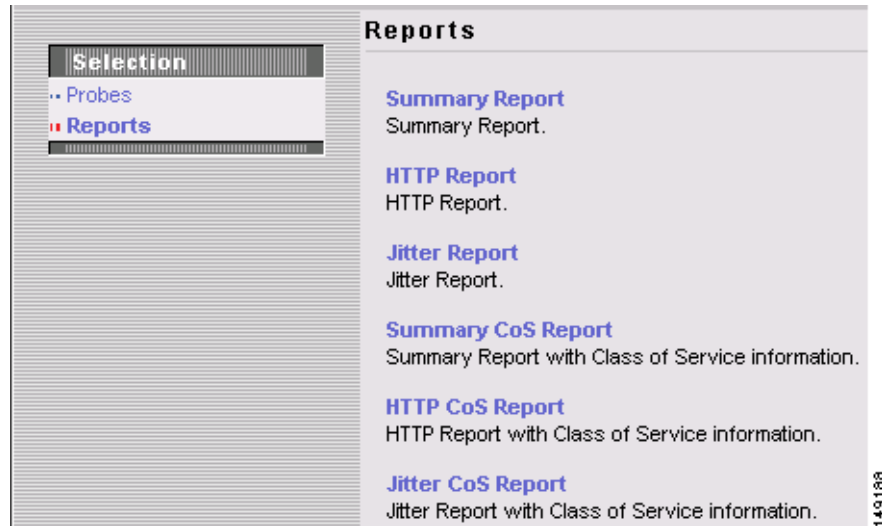 Reports
Selection
Probes
Reports
Summary Report
Summary Report.
HTTP Report
HTTP Report.
Jitter Report
Jitter Report.
Summary CoS Report
Summary Report with Class of Service information.
HTTP CoS Report
HTTP Report with Class of Service information.
Jitter CoS Report
Jitter Report with Class of Service information.